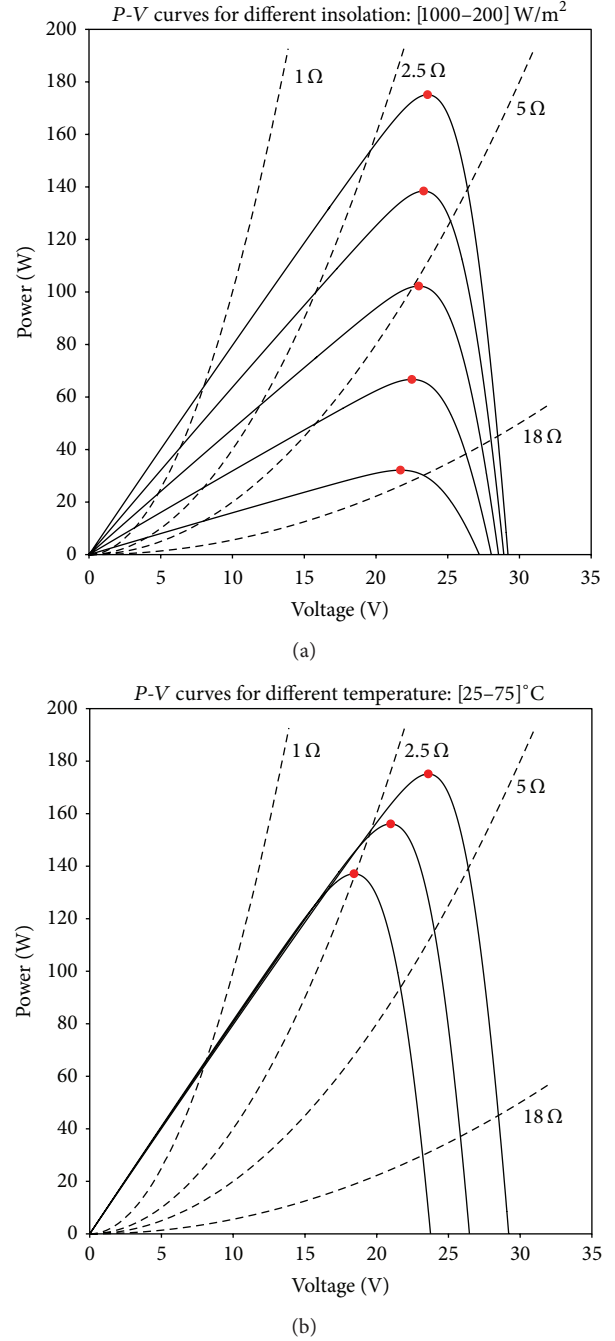 P-V curves for different insolation: [1000–200] W/m²
200
180
160
140
120
100
80
60
40
20
0
Power (W)
1 Ω
2.5 Ω
5 Ω
18 Ω
0 5 10 15 20 25 30 35
Voltage (V)
(a)
P-V curves for different temperature: [25–75]°C
200
180
160
140
120
100
80
60
40
20
0
Power (W)
1 Ω
2.5 Ω
5 Ω
18 Ω
0 5 10 15 20 25 30 35
Voltage (V)
(b)